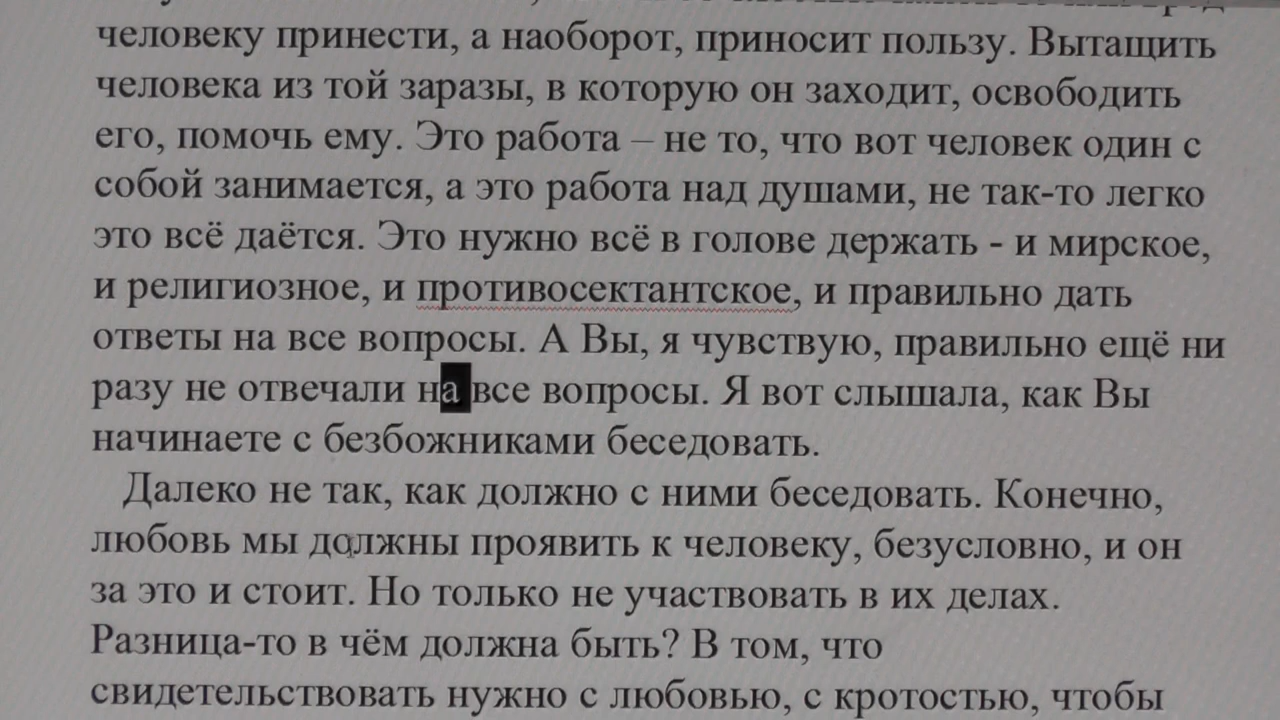 человеку принести, а наоборот, приносит пользу. Вытащить
человека из той заразы, в которую он заходит, освободить
его, помочь ему. Это работа – не то, что вот человек один с
собой занимается, а это работа над душами, не так-то легко
это всё даётся. Это нужно всё в голове держать - и мирское,
и религиозное, и противосектантское, и правильно дать
ответы на все вопросы. А Вы, я чувствую, правильно ещё ни
разу не отвечали на все вопросы. Я вот слышала, как Вы
начинаете с безбожниками беседовать.
Далеко не так, как должно с ними беседовать. Конечно,
любовь мы должны проявить к человеку, безусловно, и он
за это и стоит. Но только не участвовать в их делах.
Разница-то в чём должна быть? В том, что
свидетельствовать нужно с любовью, с кротостью, чтобы